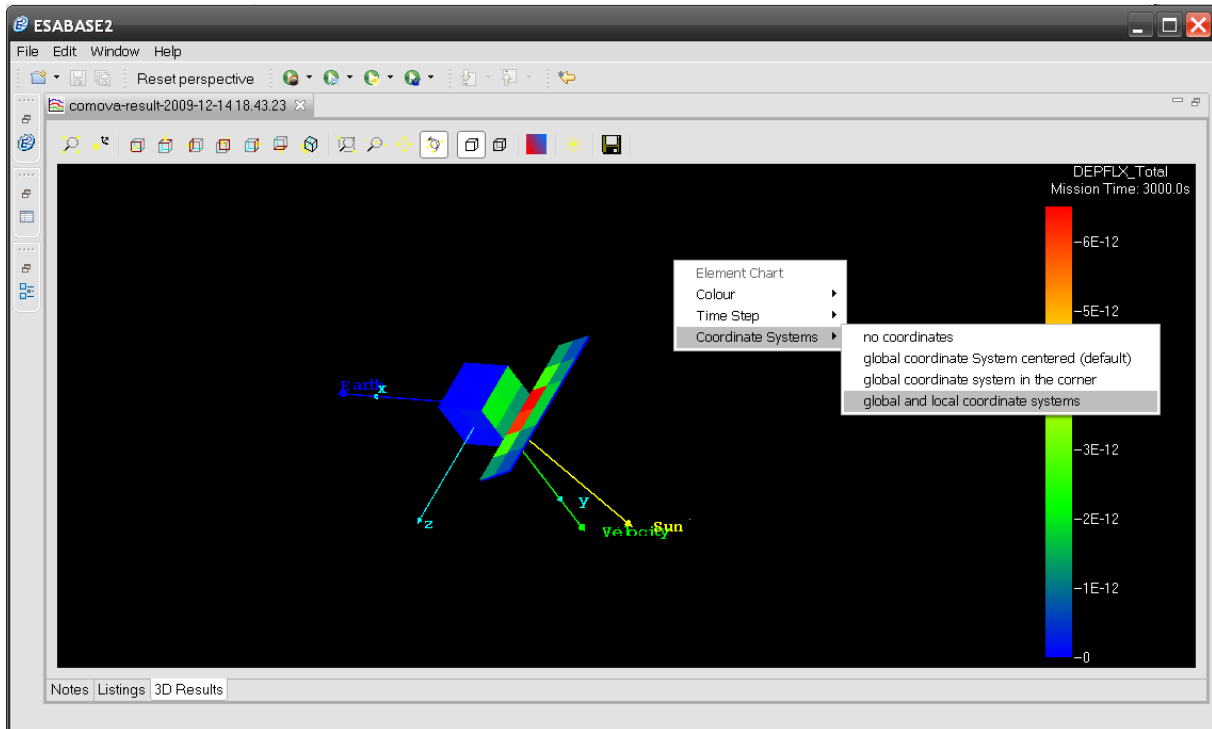 ESABASE2
File Edit Window Help
Reset perspective
comova-result-2009-12-14 18.43.23
DEPFLX_Total
Mission Time: 3000.0s
6E-12
5E-12
3E-12
2E-12
1E-12
0
Element Chart
Colour
Time Step
Coordinate Systems
no coordinates
global coordinate System centered (default)
global coordinate system in the corner
global and local coordinate systems
Earth
x
y
z
Sun
Velocity
Notes Listings 3D Results